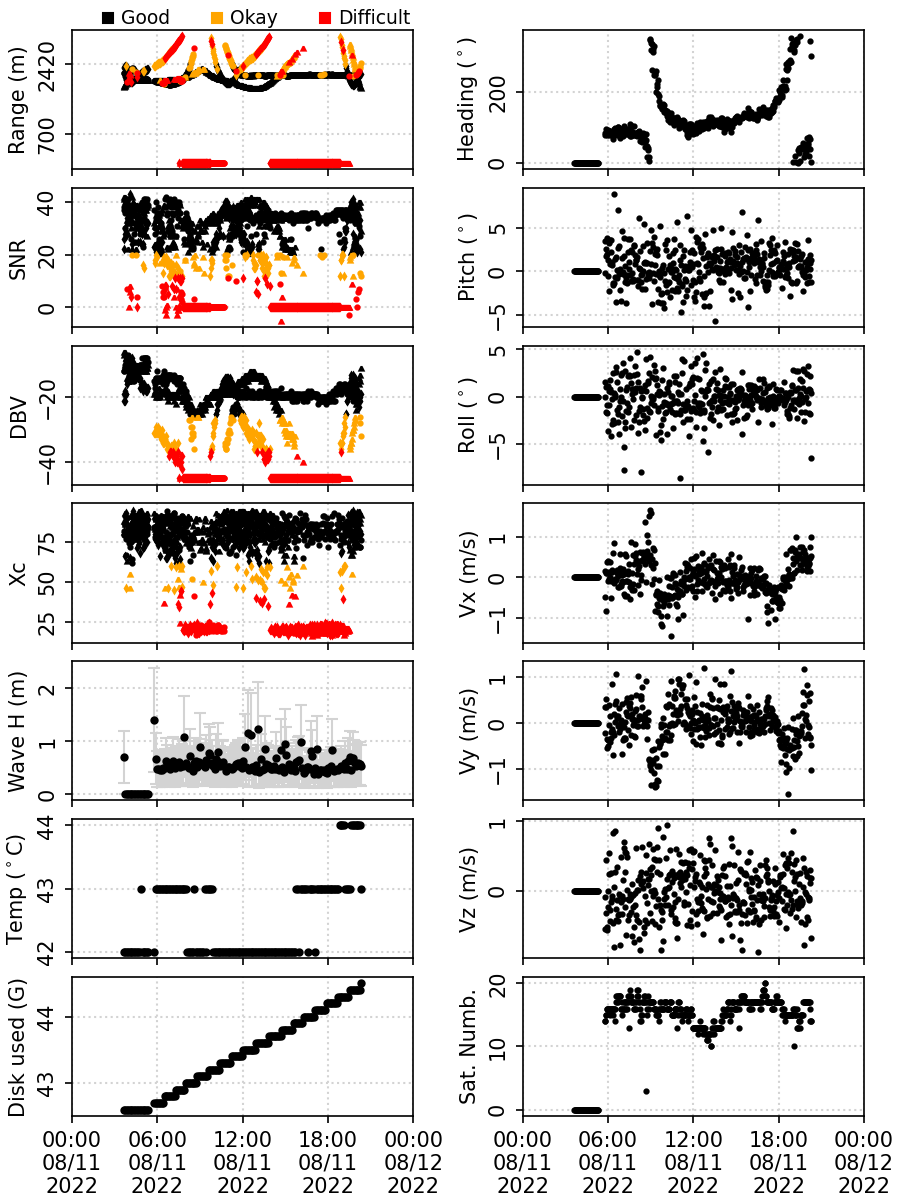 Good Okay Difficult
Range (m)
2420
700
Heading (°)
200
0
SNR
40
20
0
Pitch (°)
5
0
−5
DBV
−20
−40
Roll (°)
5
0
−5
Xc
75
50
25
Vx (m/s)
1
0
−1
Wave H (m)
2
1
0
Vy (m/s)
1
0
−1
Temp (°C)
44
43
42
Vz (m/s)
1
0
Disk used (G)
44
43
Sat. Numb.
20
10
0
00:00 06:00 12:00 18:00 00:00
08/11 08/11 08/11 08/11 08/12
2022 2022 2022 2022 2022
00:00 06:00 12:00 18:00 00:00
08/11 08/11 08/11 08/11 08/12
2022 2022 2022 2022 2022